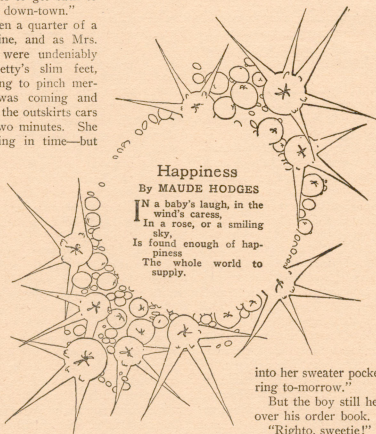 down-town."
en a quarter of a
ine, and as Mrs.
were undeniably
etty's slim feet,
ng to pinch mer-
was coming and
the outskirts cars
wo minutes. She
ing in time—but
Happiness
By MAUDE HODGES
IN a baby's laugh, in the
wind's caress,
In a rose, or a smiling
sky,
Is found enough of hap-
piness
The whole world to
supply.
into her sweater pocke
ring to-morrow."
But the boy still he
over his order book.
"Righto, sweetie!"